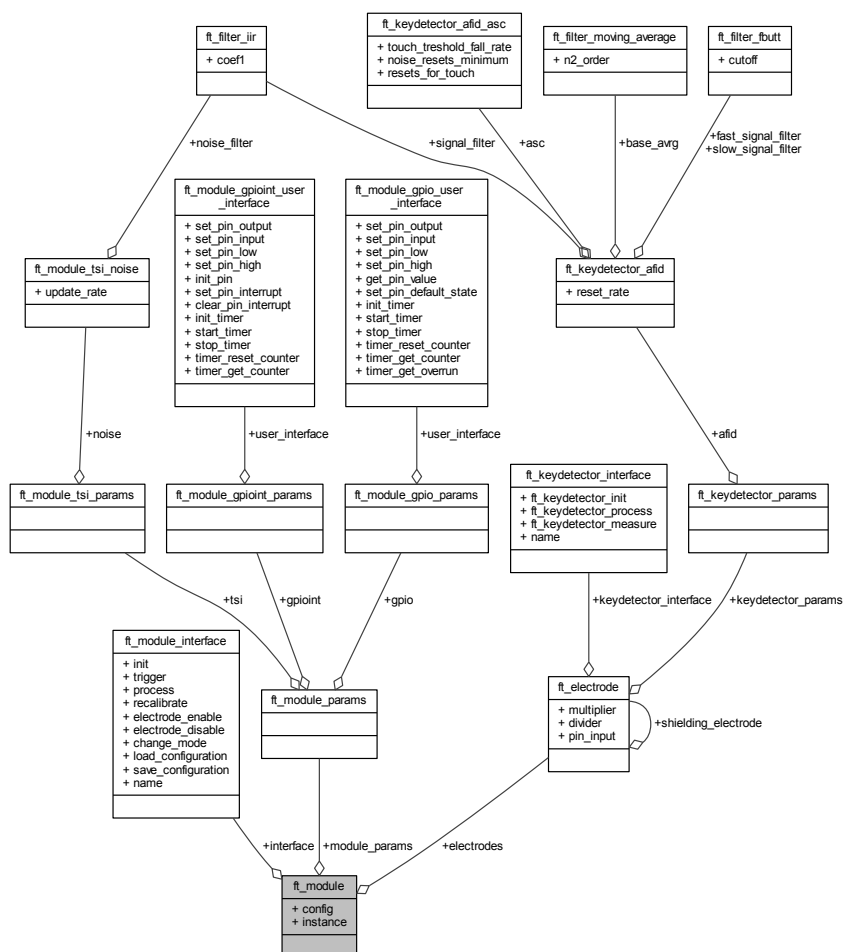 ft_filter_iir
+ coef1
ft_keydetector_afid_asc
+ touch_treshold_fall_rate
+ noise_resets_minimum
+ resets_for_touch
ft_filter_moving_average
+ n2_order
ft_filter_fbutt
+ cutoff
+noise_filter
+signal_filter
+asc
+base_avrg
+fast_signal_filter
+slow_signal_filter
ft_module_gpioint_user
_interface
+ set_pin_output
+ set_pin_input
+ set_pin_low
+ set_pin_high
+ init_pin
+ set_pin_interrupt
+ clear_pin_interrupt
+ init_timer
+ start_timer
+ stop_timer
+ timer_reset_counter
+ timer_get_counter
ft_module_gpio_user
_interface
+ set_pin_output
+ set_pin_input
+ set_pin_low
+ set_pin_high
+ get_pin_value
+ set_pin_default_state
+ init_timer
+ start_timer
+ stop_timer
+ timer_reset_counter
+ timer_get_counter
+ timer_get_overrun
ft_module_tsi_noise
+ update_rate
ft_keydetector_afid
+ reset_rate
+noise
+user_interface
+user_interface
+afid
ft_module_tsi_params
ft_module_gpioint_params
ft_module_gpio_params
ft_keydetector_interface
+ ft_keydetector_init
+ ft_keydetector_process
+ ft_keydetector_measure
+ name
ft_keydetector_params
+tsi
+gpioint
+gpio
+keydetector_interface
+keydetector_params
ft_module_interface
+ init
+ trigger
+ process
+ recalibrate
+ electrode_enable
+ electrode_disable
+ change_mode
+ load_configuration
+ save_configuration
+ name
ft_module_params
ft_electrode
+ multiplier
+ divider
+ pin_input
+shielding_electrode
+interface
+module_params
+electrodes
ft_module
+ config
+ instance